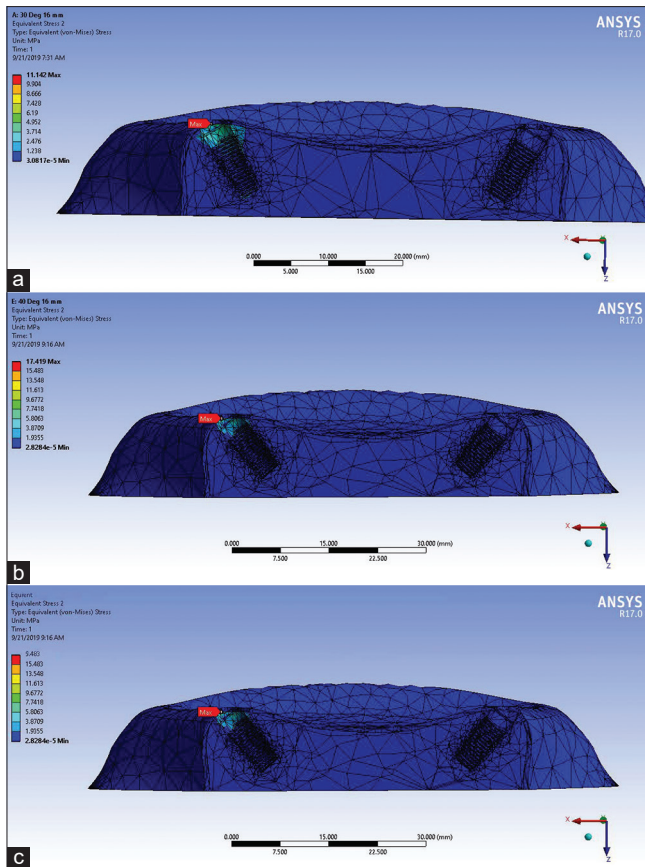 A: 30 Deg 16 mm
Equivalent Stress 2
Type: Equivalent (von-Mises) Stress
Unit: MPa
Time: 1
9/21/2019 7:31 AM
11.142 Max
9.904
8.666
7.428
6.19
4.952
3.714
2.476
1.238
3.0817e-5 Min
ANSYS
R17.0
Max
0.000 10.000 20.000 (mm)
5.000 15.000
X
Z
a
E: 40 Deg 16 mm
Equivalent Stress 2
Type: Equivalent (von-Mises) Stress
Unit: MPa
Time: 1
9/21/2019 9:16 AM
17.419 Max
15.483
13.548
11.613
9.6772
7.7418
5.8063
3.8709
1.9355
2.8284e-5 Min
ANSYS
R17.0
Max
0.000 15.000 30.000 (mm)
7.500 22.500
X
Z
b
Equivalent Stress 2
Type: Equivalent (von-Mises) Stress
Unit: MPa
Time: 1
9/21/2019 9:16 AM
15.483
13.548
11.613
9.6772
7.7418
5.8063
3.8709
1.9355
2.8284e-5 Min
ANSYS
R17.0
Max
0.000 15.000 30.000 (mm)
7.500 22.500
X
Z
c